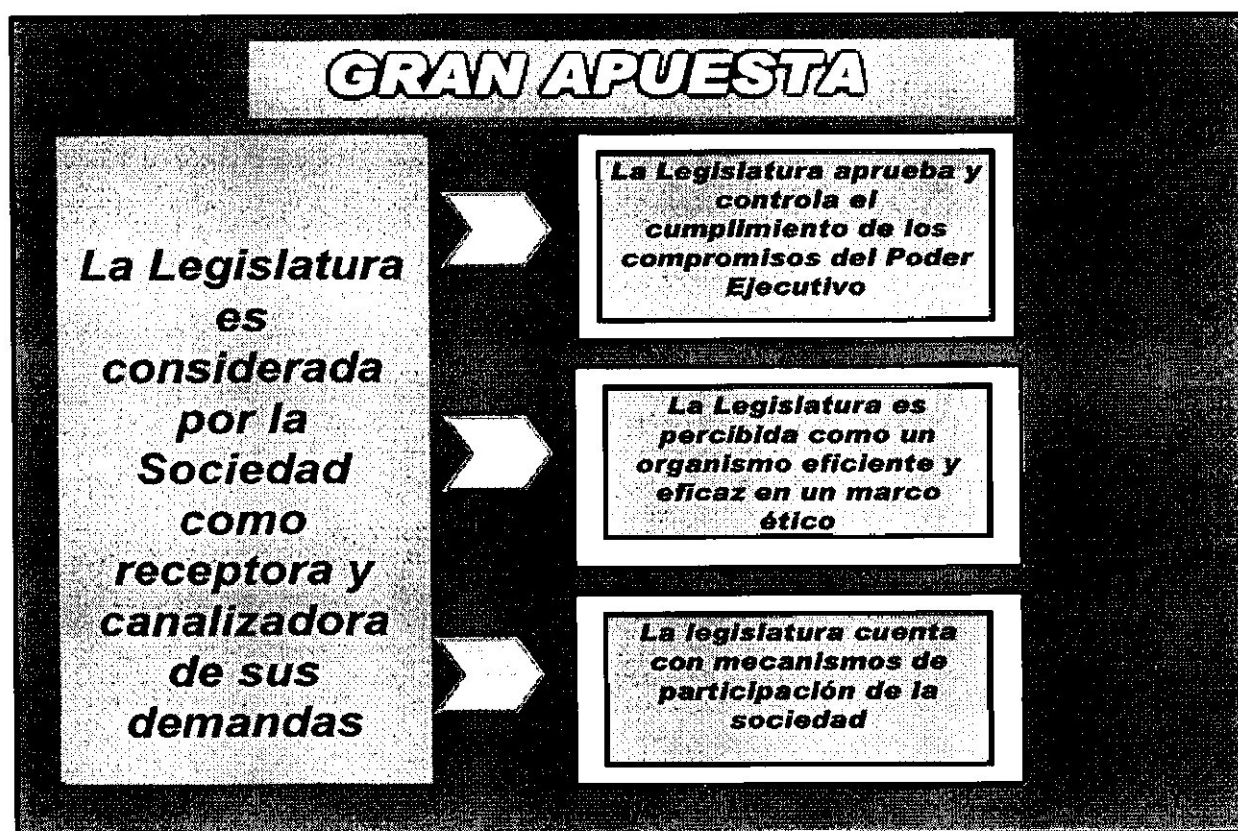 GRAN APUESTA
La Legislatura
es
considerada
por la
Sociedad
como
receptora y
canalizadora
de sus
demandas
La Legislatura aprueba y
controla el
cumplimiento de los
compromisos del Poder
Ejecutivo
La Legislatura es
percibida como un
organismo eficiente y
eficaz en un marco
ético
La legislatura cuenta
con mecanismos de
participación de la
sociedad